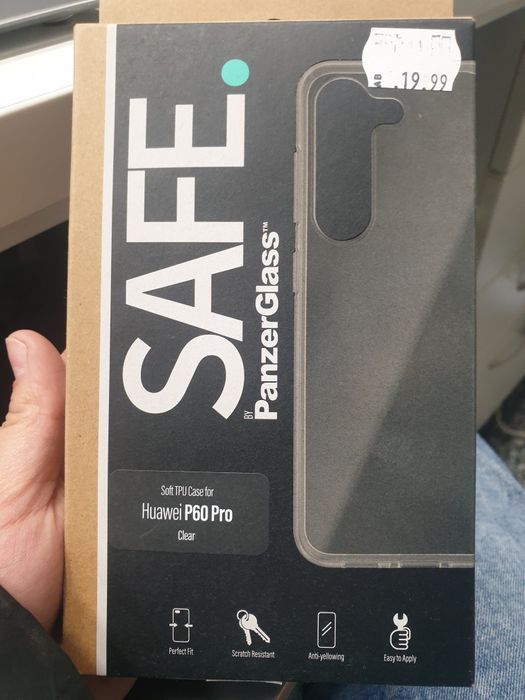 SAFE.
BY PanzerGlass™
AB
.19.99
Soft TPU Case for
Huawei P60 Pro
Clear
Perfect Fit
Scratch Resistant
Anti-yellowing
Easy to Apply